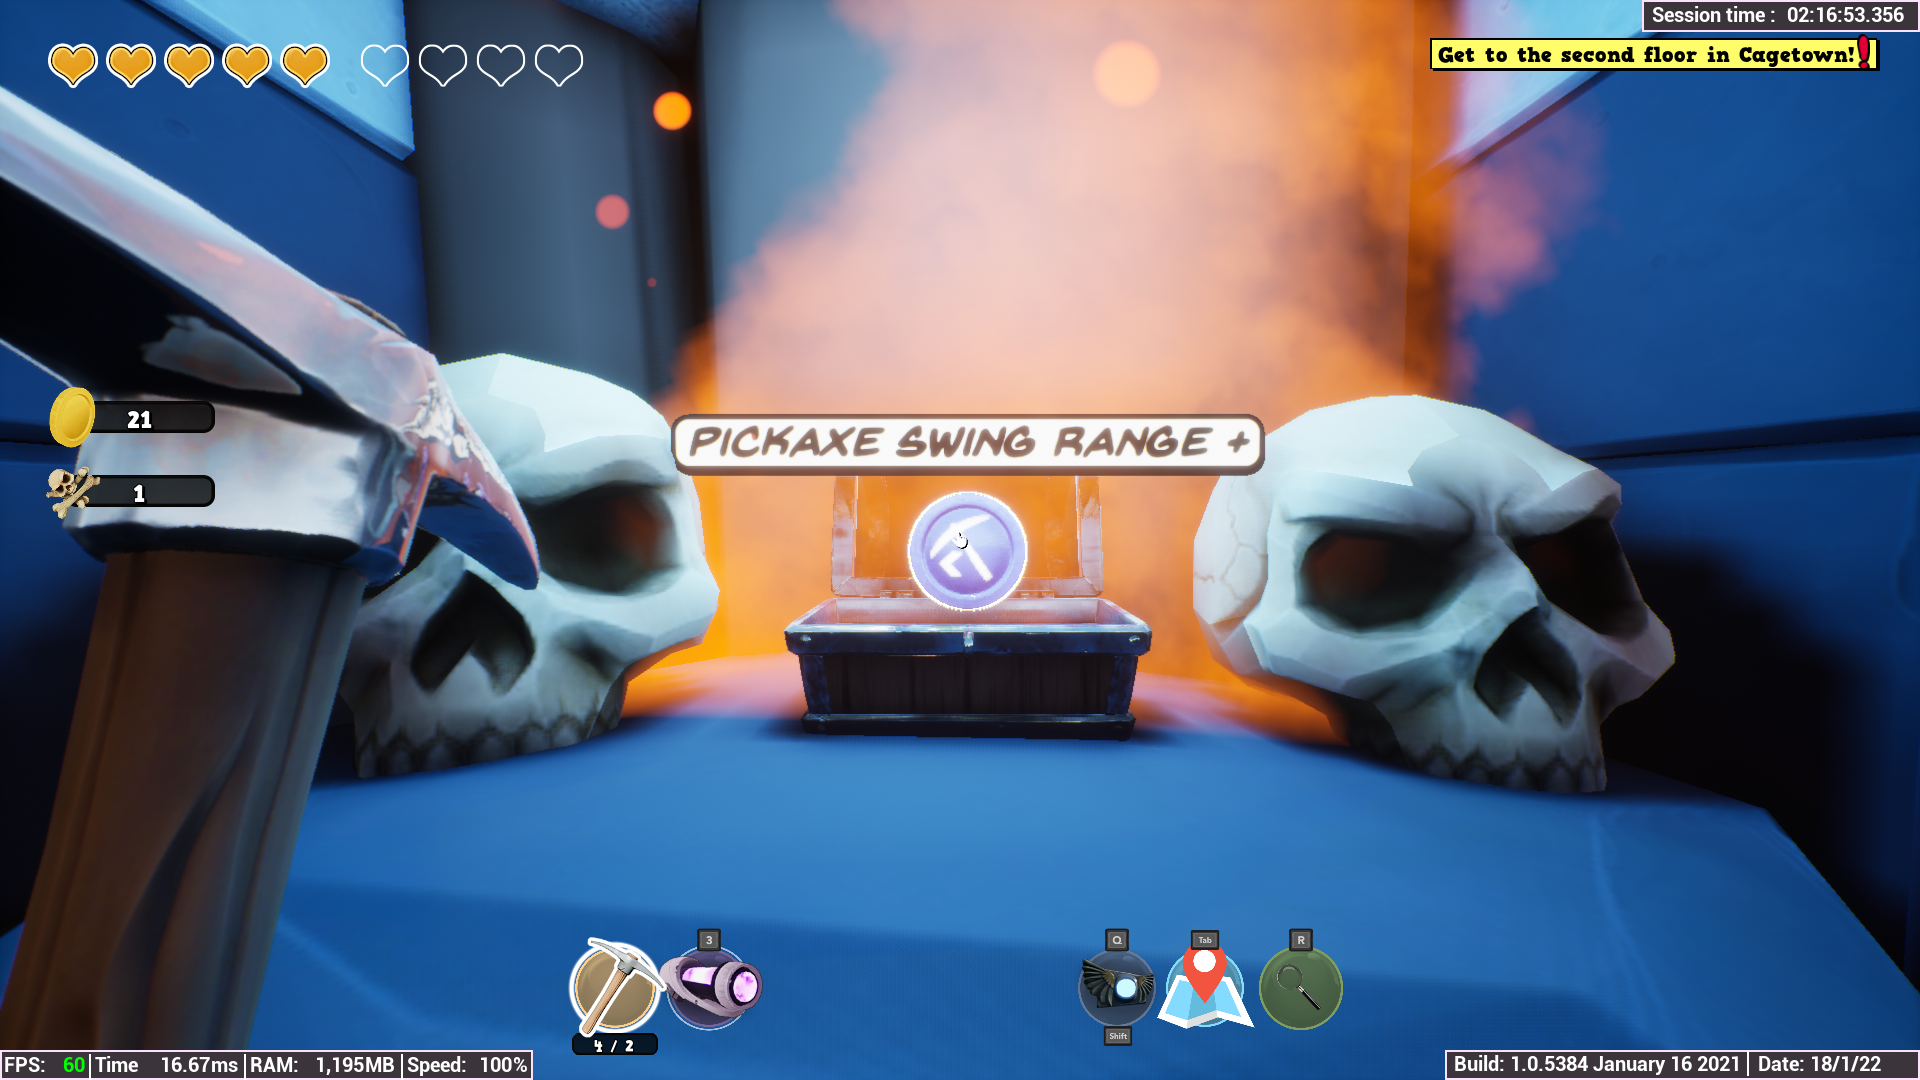 Session time : 02:16:53.356
Get to the second floor in Cagetown!
21
PICKAXE SWING RANGE +
1
3
Q
Tab
R
Shift
4 / 2
FPS: 60 Time 16.67ms RAM: 1,195MB Speed: 100%
Build: 1.0.5384 January 16 2021 Date: 18/1/22